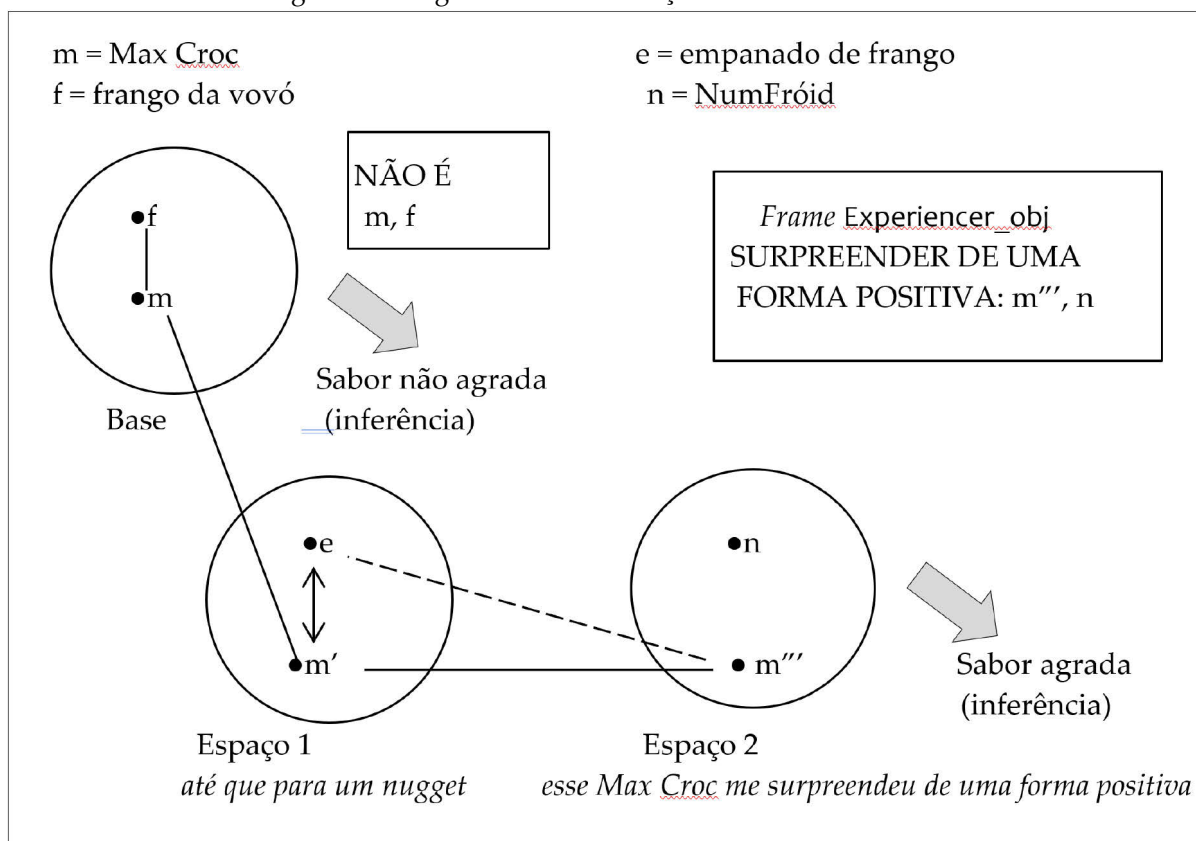 m = Max Croc
f = frango da vovó
e = empanado de frango
n = NumFróid
f
m
NÃO É
m, f
Frame Experiencer_obj
SURPREENDER DE UMA
FORMA POSITIVA: m‴, n
Sabor não agrada
(inferência)
Base
e
m′
n
m‴
Sabor agrada
(inferência)
Espaço 1
até que para um nugget
Espaço 2
esse Max Croc me surpreendeu de uma forma positiva